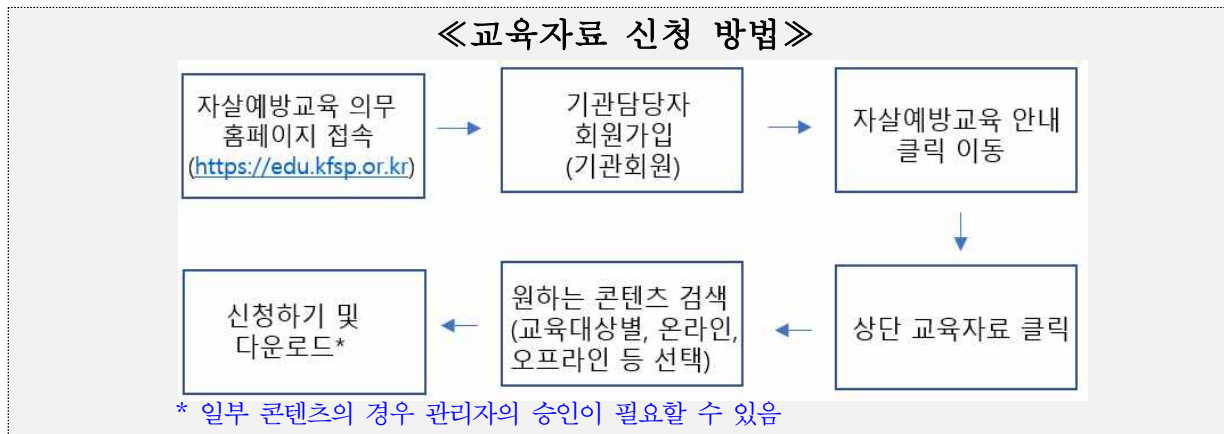 ≪교육자료 신청 방법≫
자살예방교육 의무
홈페이지 접속
(https://edu.kfsp.or.kr)
기관담당자
회원가입
(기관회원)
자살예방교육 안내
클릭 이동
상단 교육자료 클릭
원하는 콘텐츠 검색
(교육대상별, 온라인,
오프라인 등 선택)
신청하기 및
다운로드*
* 일부 콘텐츠의 경우 관리자의 승인이 필요할 수 있음